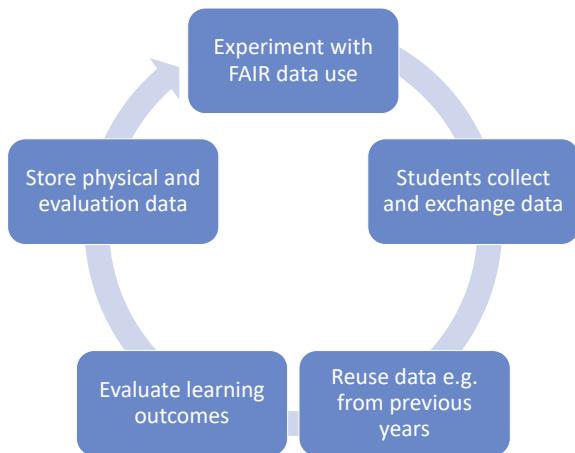 Experiment with
FAIR data use
Students collect
and exchange data
Reuse data e.g.
from previous
years
Evaluate learning
outcomes
Store physical and
evaluation data